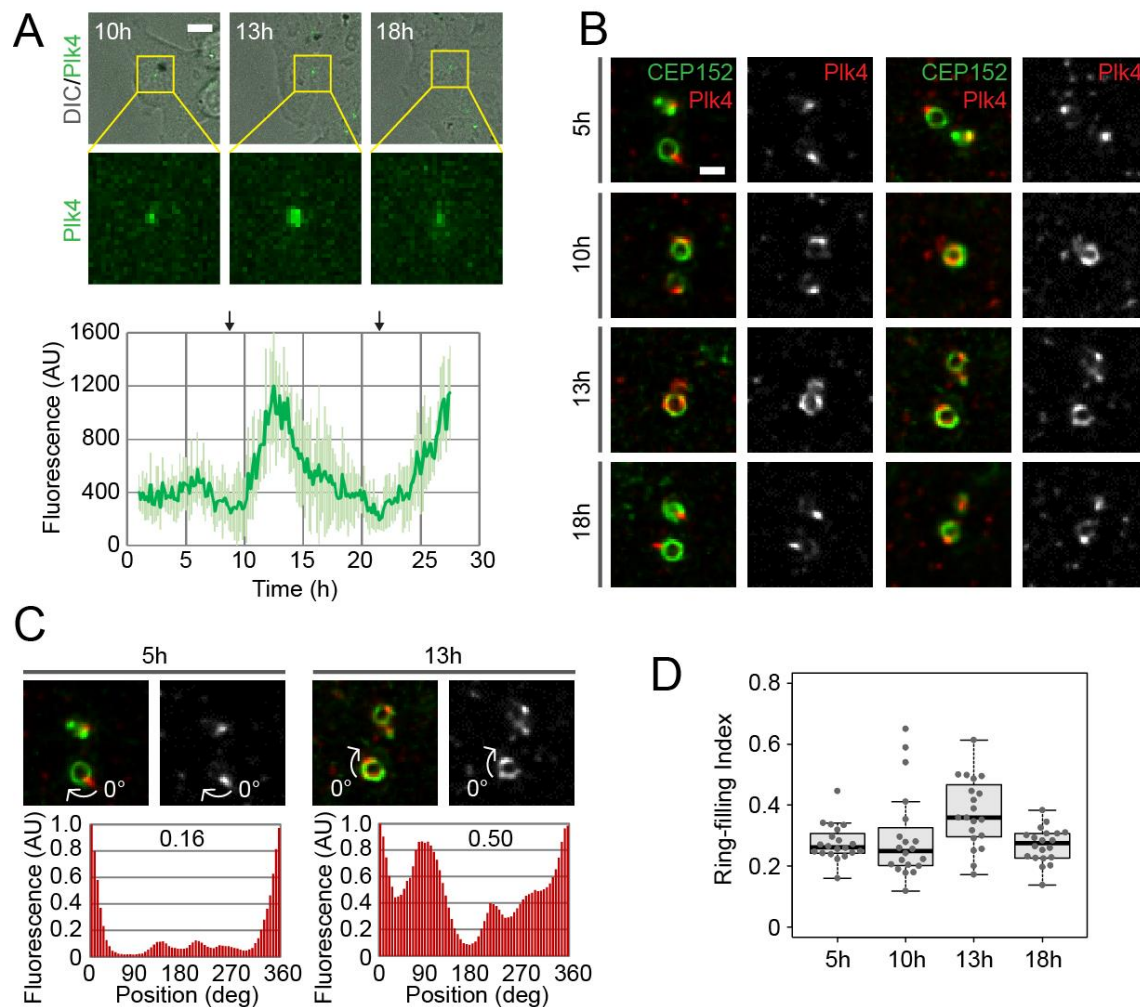 A
10h
13h
18h
DIC/Plk4
Plk4
Fluorescence (AU)
1600
1200
800
400
0
0 5 10 15 20 25 30
Time (h)
B
CEP152 Plk4 CEP152 Plk4
Plk4 Plk4
5h
10h
13h
18h
C
5h 13h
0° 0° 0° 0°
Fluorescence (AU)
1.0
0.8
0.6
0.4
0.2
0
0.16
0 90 180 270 360
Position (deg)
Fluorescence (AU)
1.0
0.8
0.6
0.4
0.2
0
0.50
0 90 180 270 360
Position (deg)
D
Ring-filling Index
0.8
0.6
0.4
0.2
0
5h 10h 13h 18h